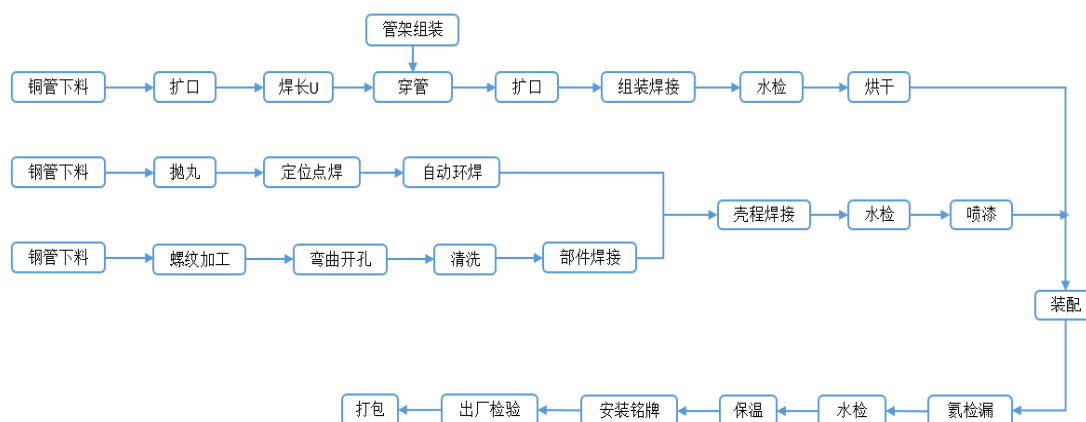 管架组装
铜管下料
扩口
焊长U
穿管
扩口
组装焊接
水检
烘干
钢管下料
抛丸
定位点焊
自动环焊
壳程焊接
水检
喷漆
钢管下料
螺纹加工
弯曲开孔
清洗
部件焊接
装配
打包
出厂检验
安装铭牌
保温
水检
氦检漏